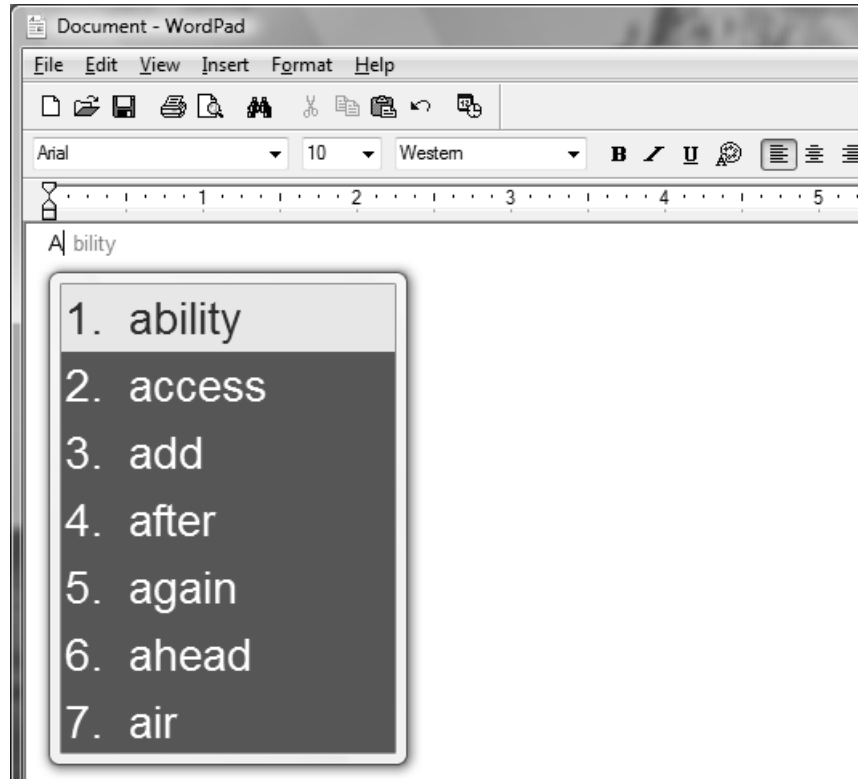 Document - WordPad
File Edit View Insert Format Help
Arial 10 Western B I U
1 2 3 4 5
A bility
1. ability
2. access
3. add
4. after
5. again
6. ahead
7. air